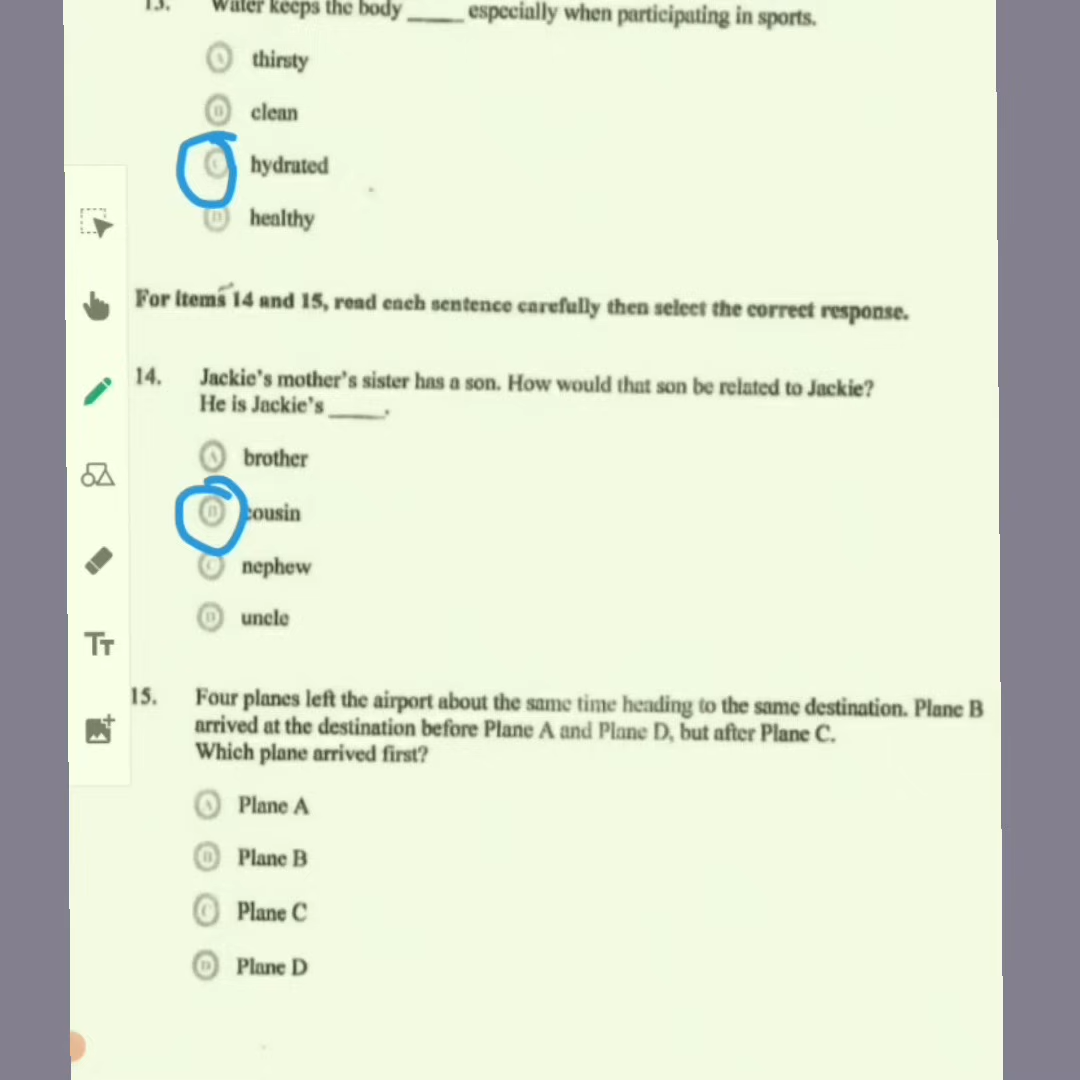 13. Water keeps the body _____ especially when participating in sports.
A thirsty
B clean
C hydrated
D healthy
For items 14 and 15, read each sentence carefully then select the correct response.
14. Jackie's mother's sister has a son. How would that son be related to Jackie?
He is Jackie's _____.
A brother
B cousin
C nephew
D uncle
15. Four planes left the airport about the same time heading to the same destination. Plane B
arrived at the destination before Plane A and Plane D, but after Plane C.
Which plane arrived first?
A Plane A
B Plane B
C Plane C
D Plane D
TT